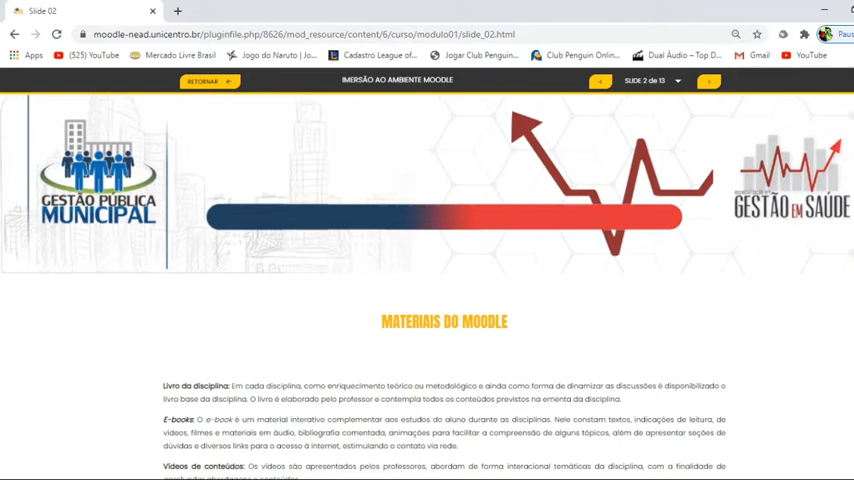 Slide 02
moodle-nead.unicentro.br/pluginfile.php/8626/mod_resource/content/6/curso/modulo01/slide_02.html
Paus
Apps (525) YouTube Mercado Livre Brasil Jogo do Naruto | Jo... Cadastro League of... Jogar Club Penguin... Club Penguin Onlin... Dual Áudio – Top D... Gmail YouTube
RETORNAR
IMERSÃO AO AMBIENTE MOODLE
SLIDE 2 de 13
GESTÃO PÚBLICA
MUNICIPAL
GESTÃO EM SAÚDE
MATERIAIS DO MOODLE
Livro da disciplina: Em cada disciplina, como enriquecimento teórico ou metodológico e ainda como forma de dinamizar as discussões é disponibilizado o
livro base da disciplina. O livro é elaborado pelo professor e contempla todos os conteúdos previstos na ementa da disciplina.
E-books: O e-book é um material interativo complementar aos estudos do aluno durante as disciplinas. Nele constam textos, indicações de leitura, de
vídeos, filmes e materiais em áudio, bibliografia comentada, animações para facilitar a compreensão de alguns tópicos, além de apresentar seções de
dúvidas e diversos links para o acesso à internet, estimulando o contato via rede.
Vídeos de conteúdos: Os vídeos são apresentados pelos professores, abordam de forma interacional temáticas da disciplina, com a finalidade de